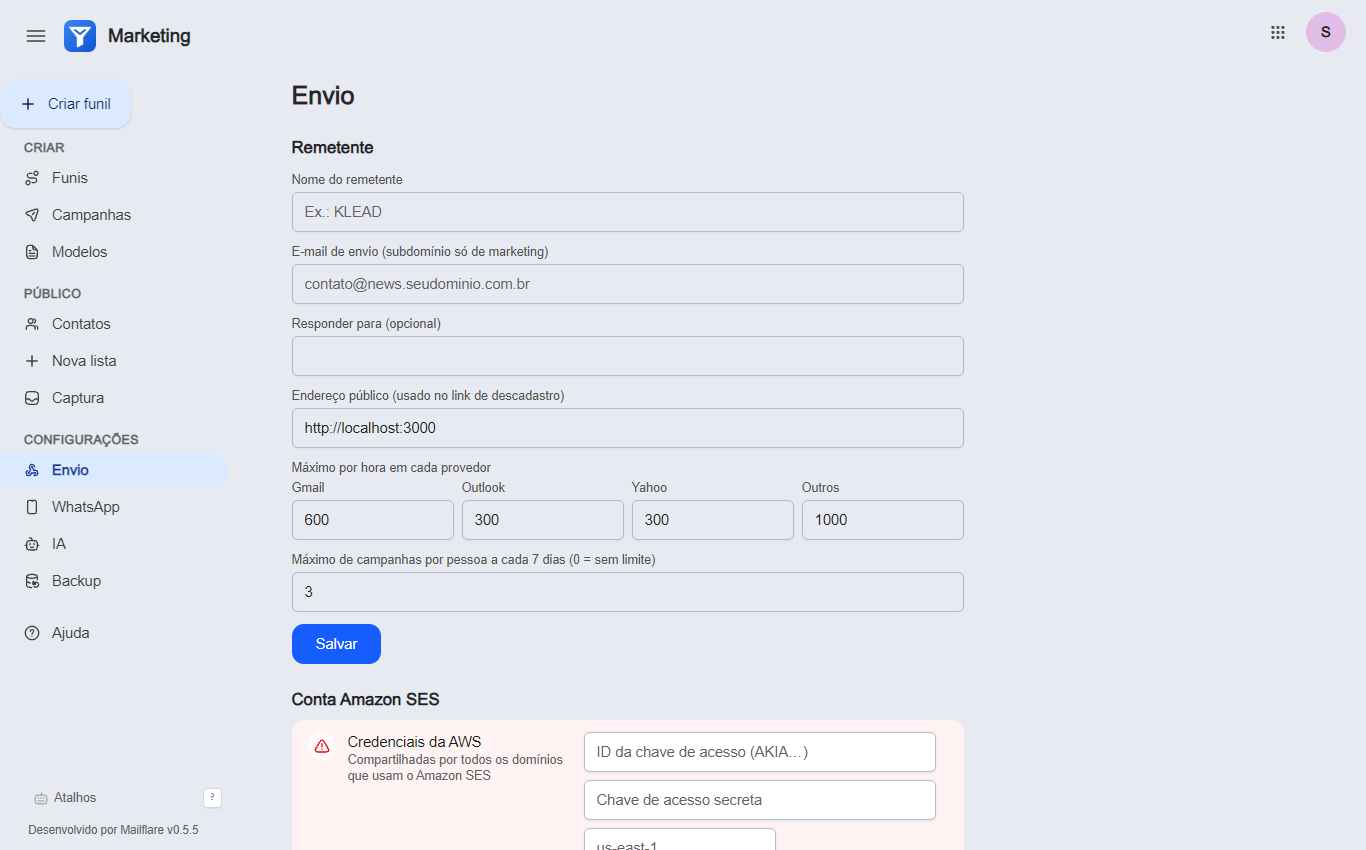 Marketing
S
Criar funil
CRIAR
Funis
Campanhas
Modelos
PÚBLICO
Contatos
Nova lista
Captura
CONFIGURAÇÕES
Envio
WhatsApp
IA
Backup
Ajuda
Atalhos
?
Desenvolvido por Mailflare v0.5.5
Envio
Remetente
Nome do remetente
Ex.: KLEAD
E-mail de envio (subdomínio só de marketing)
contato@news.seudominio.com.br
Responder para (opcional)
Endereço público (usado no link de descadastro)
http://localhost:3000
Máximo por hora em cada provedor
Gmail Outlook Yahoo Outros
600 300 300 1000
Máximo de campanhas por pessoa a cada 7 dias (0 = sem limite)
3
Salvar
Conta Amazon SES
Credenciais da AWS
Compartilhadas por todos os domínios
que usam o Amazon SES
ID da chave de acesso (AKIA…)
Chave de acesso secreta
us-east-1